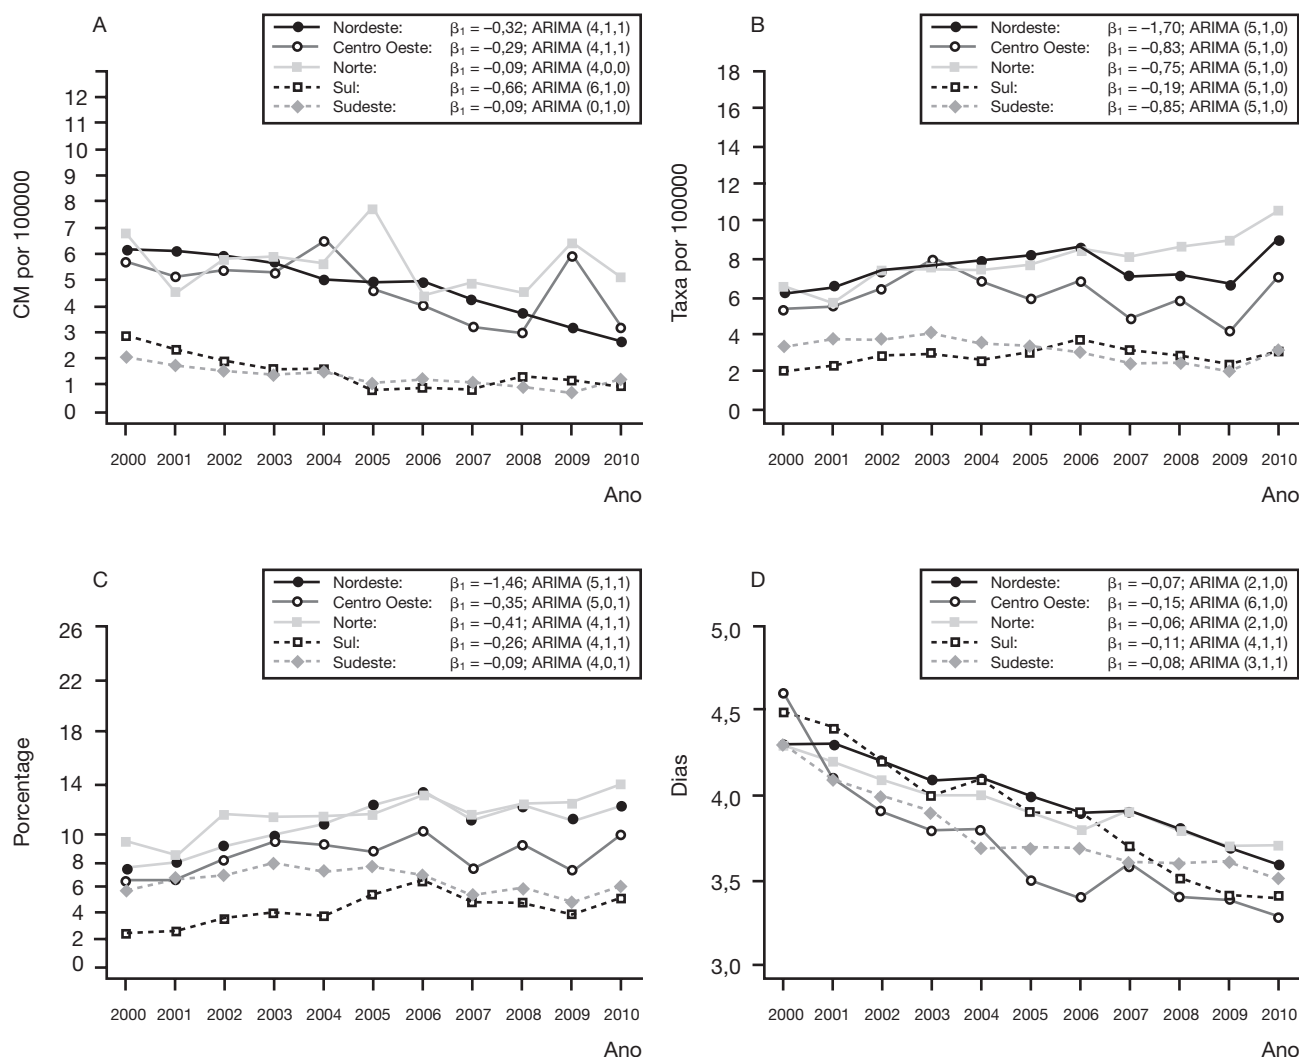 A
Nordeste: β1 = –0,32; ARIMA (4,1,1)
Centro Oeste: β1 = –0,29; ARIMA (4,1,1)
Norte: β1 = –0,09; ARIMA (4,0,0)
Sul: β1 = –0,66; ARIMA (6,1,0)
Sudeste: β1 = –0,09; ARIMA (0,1,0)
CM por 100000
12
11
10
9
8
7
6
5
4
3
2
1
0
2000 2001 2002 2003 2004 2005 2006 2007 2008 2009 2010
Ano
B
Nordeste: β1 = –1,70; ARIMA (5,1,0)
Centro Oeste: β1 = –0,83; ARIMA (5,1,0)
Norte: β1 = –0,75; ARIMA (5,1,0)
Sul: β1 = –0,19; ARIMA (5,1,0)
Sudeste: β1 = –0,85; ARIMA (5,1,0)
Taxa por 100000
18
16
14
12
10
8
6
4
2
0
2000 2001 2002 2003 2004 2005 2006 2007 2008 2009 2010
Ano
C
Nordeste: β1 = –1,46; ARIMA (5,1,1)
Centro Oeste: β1 = –0,35; ARIMA (5,0,1)
Norte: β1 = –0,41; ARIMA (4,1,1)
Sul: β1 = –0,26; ARIMA (4,1,1)
Sudeste: β1 = –0,09; ARIMA (4,0,1)
Porcentage
26
22
18
14
10
8
6
4
2
0
2000 2001 2002 2003 2004 2005 2006 2007 2008 2009 2010
Ano
D
Nordeste: β1 = –0,07; ARIMA (2,1,0)
Centro Oeste: β1 = –0,15; ARIMA (6,1,0)
Norte: β1 = –0,06; ARIMA (2,1,0)
Sul: β1 = –0,11; ARIMA (4,1,1)
Sudeste: β1 = –0,08; ARIMA (3,1,1)
Dias
5,0
4,5
4,0
3,5
3,0
2000 2001 2002 2003 2004 2005 2006 2007 2008 2009 2010
Ano